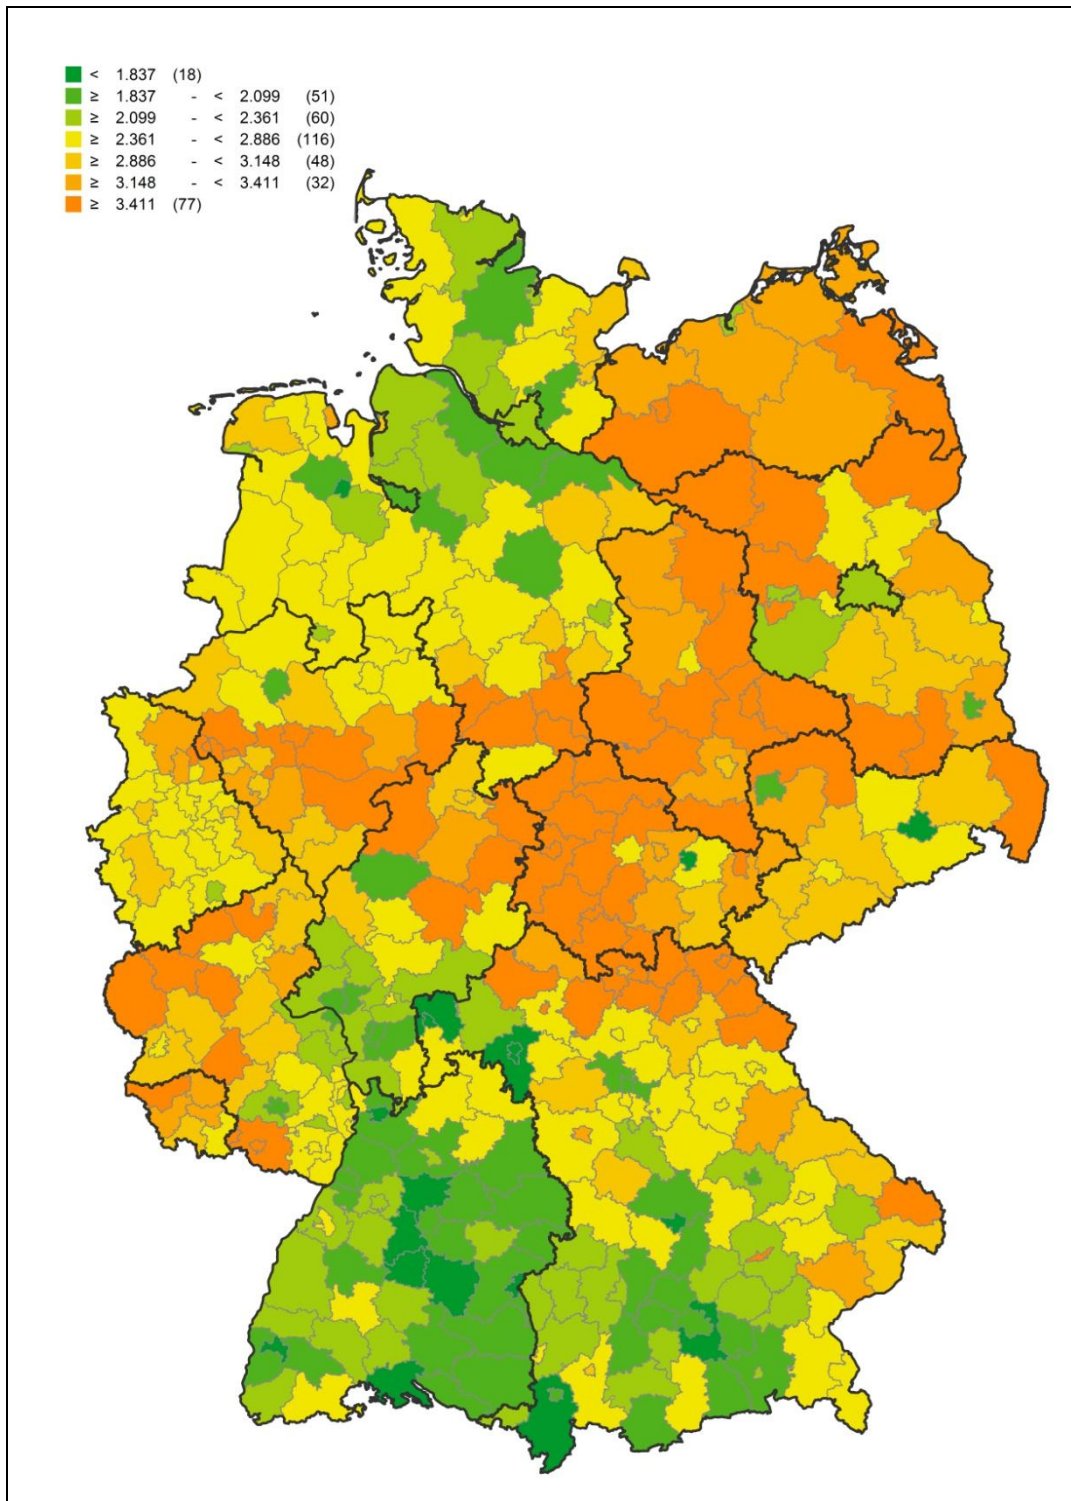 < 1.837 (18)
≥ 1.837 - < 2.099 (51)
≥ 2.099 - < 2.361 (60)
≥ 2.361 - < 2.886 (116)
≥ 2.886 - < 3.148 (48)
≥ 3.148 - < 3.411 (32)
≥ 3.411 (77)